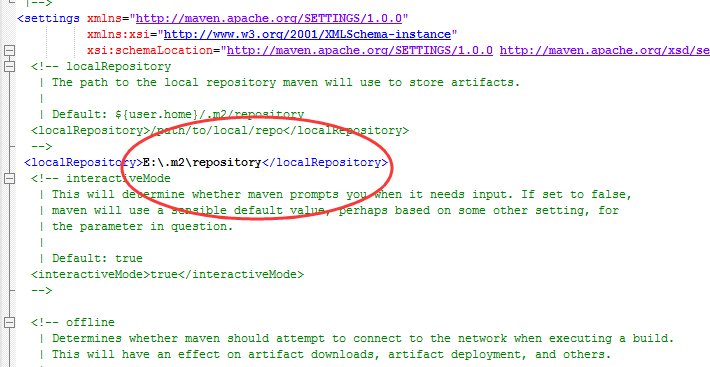 |-->
<settings xmlns="http://maven.apache.org/SETTINGS/1.0.0"
xmlns:xsi="http://www.w3.org/2001/XMLSchema-instance"
xsi:schemaLocation="http://maven.apache.org/SETTINGS/1.0.0 http://maven.apache.org/xsd/se
<!-- localRepository
| The path to the local repository maven will use to store artifacts.
|
| Default: ${user.home}/.m2/repository
<localRepository>/path/to/local/repo</localRepository>
-->
<localRepository>E:\.m2\repository</localRepository>
<!-- interactiveMode
| This will determine whether maven prompts you when it needs input. If set to false,
| maven will use a sensible default value, perhaps based on some other setting, for
| the parameter in question.
|
| Default: true
<interactiveMode>true</interactiveMode>
-->
<!-- offline
| Determines whether maven should attempt to connect to the network when executing a build.
| This will have an effect on artifact downloads, artifact deployment, and others.
|